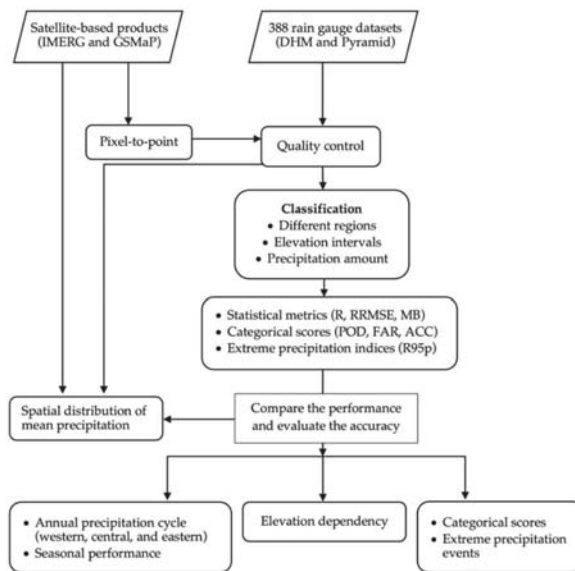 Satellite-based products
(IMERG and GSMaP)
388 rain gauge datasets
(DHM and Pyramid)
Pixel-to-point
Quality control
Classification
• Different regions
• Elevation intervals
• Precipitation amount
• Statistical metrics (R, RRMSE, MB)
• Categorical scores (POD, FAR, ACC)
• Extreme precipitation indices (R95p)
Spatial distribution of
mean precipitation
Compare the performance
and evaluate the accuracy
• Annual precipitation cycle
(western, central, and eastern)
• Seasonal performance
Elevation dependency
• Categorical scores
• Extreme precipitation
events